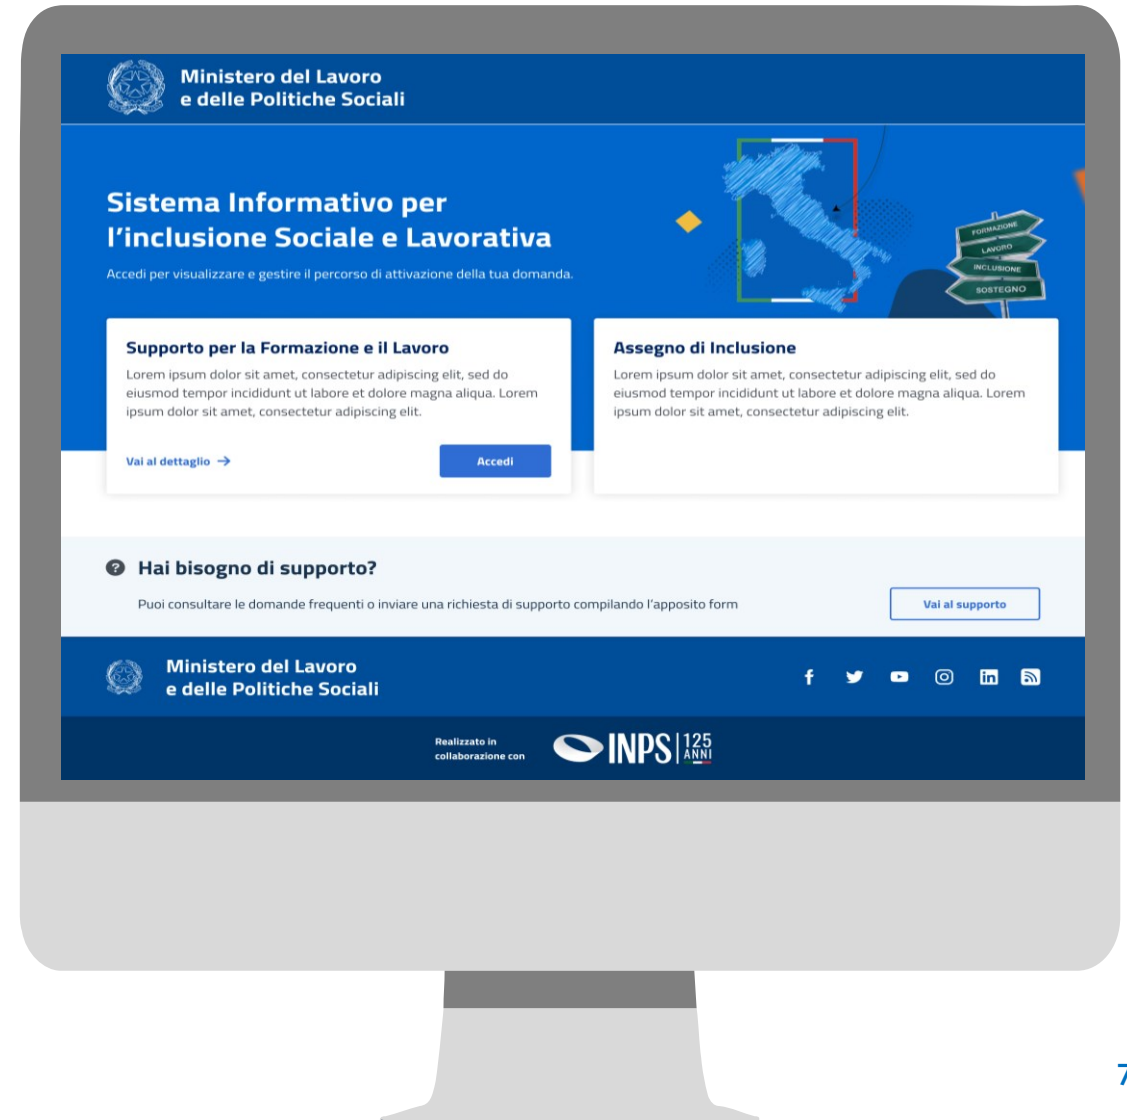 Ministero del Lavoro
e delle Politiche Sociali
Sistema Informativo per
l'inclusione Sociale e Lavorativa
Accedi per visualizzare e gestire il percorso di attivazione della tua domanda.
FORMAZIONE
LAVORO
INCLUSIONE
SOSTEGNO
Supporto per la Formazione e il Lavoro
Lorem ipsum dolor sit amet, consectetur adipiscing elit, sed do
eiusmod tempor incididunt ut labore et dolore magna aliqua. Lorem
ipsum dolor sit amet, consectetur adipiscing elit.
Vai al dettaglio →
Accedi
Assegno di Inclusione
Lorem ipsum dolor sit amet, consectetur adipiscing elit, sed do
eiusmod tempor incididunt ut labore et dolore magna aliqua. Lorem
ipsum dolor sit amet, consectetur adipiscing elit.
? Hai bisogno di supporto?
Puoi consultare le domande frequenti o inviare una richiesta di supporto compilando l'apposito form
Vai al supporto
Ministero del Lavoro
e delle Politiche Sociali
Realizzato in
collaborazione con
INPS 125
ANNI
7